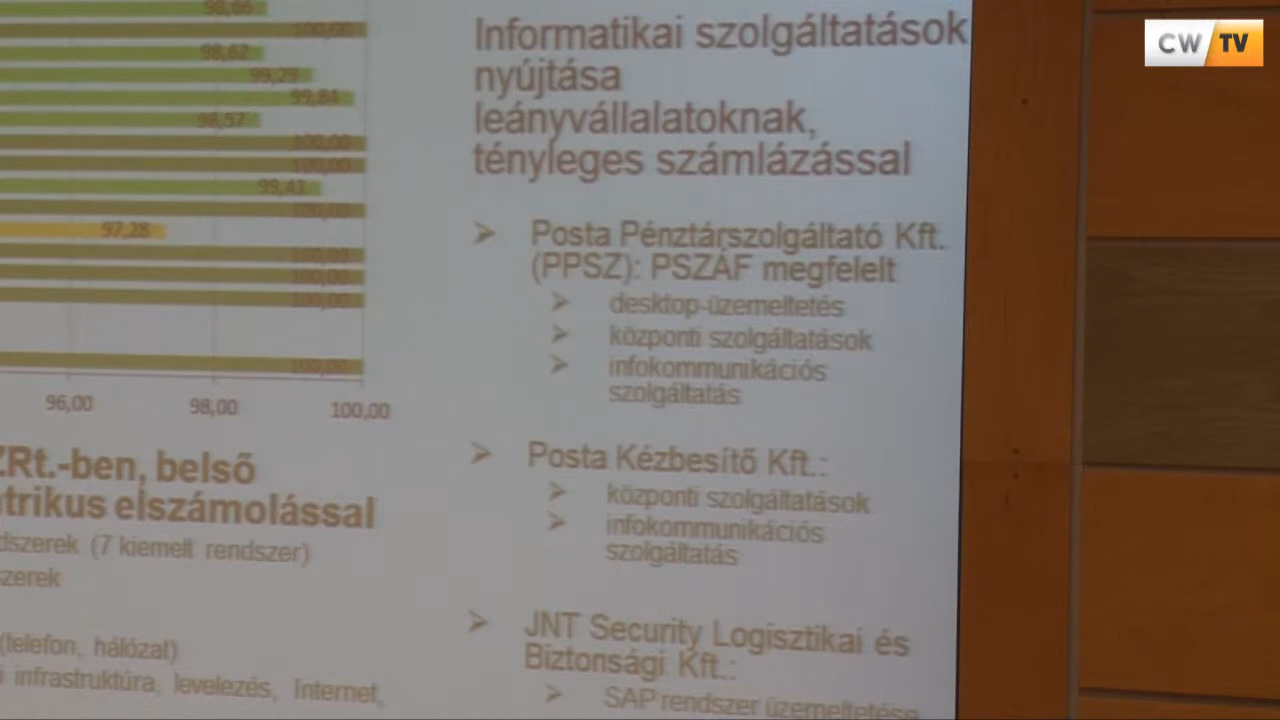 CW TV
98,66
100,00
98,62
99,29
99,84
98,57
100,00
100,00
99,43
100,00
97,28
100,00
100,00
100,00
100,00
96,00
98,00
100,00
ZRt.-ben, belső
atrikus elszámolással
dszerek (7 kiemelt rendszer)
szerek
(telefon, hálózat)
i infrastruktúra, levelezés, Internet,
Informatikai szolgáltatások
nyújtása
leányvállalatoknak,
tényleges számlázással
➢ Posta Pénztárszolgáltató Kft.
(PPSZ): PSZÁF megfelelt
➢ desktop-üzemeltetés
➢ központi szolgáltatások
➢ infokommunikációs
szolgáltatás
➢ Posta Kézbesítő Kft.:
➢ központi szolgáltatások
➢ infokommunikációs
szolgáltatás
➢ JNT Security Logisztikai és
Biztonsági Kft.:
➢ SAP rendszer üzemeltetése